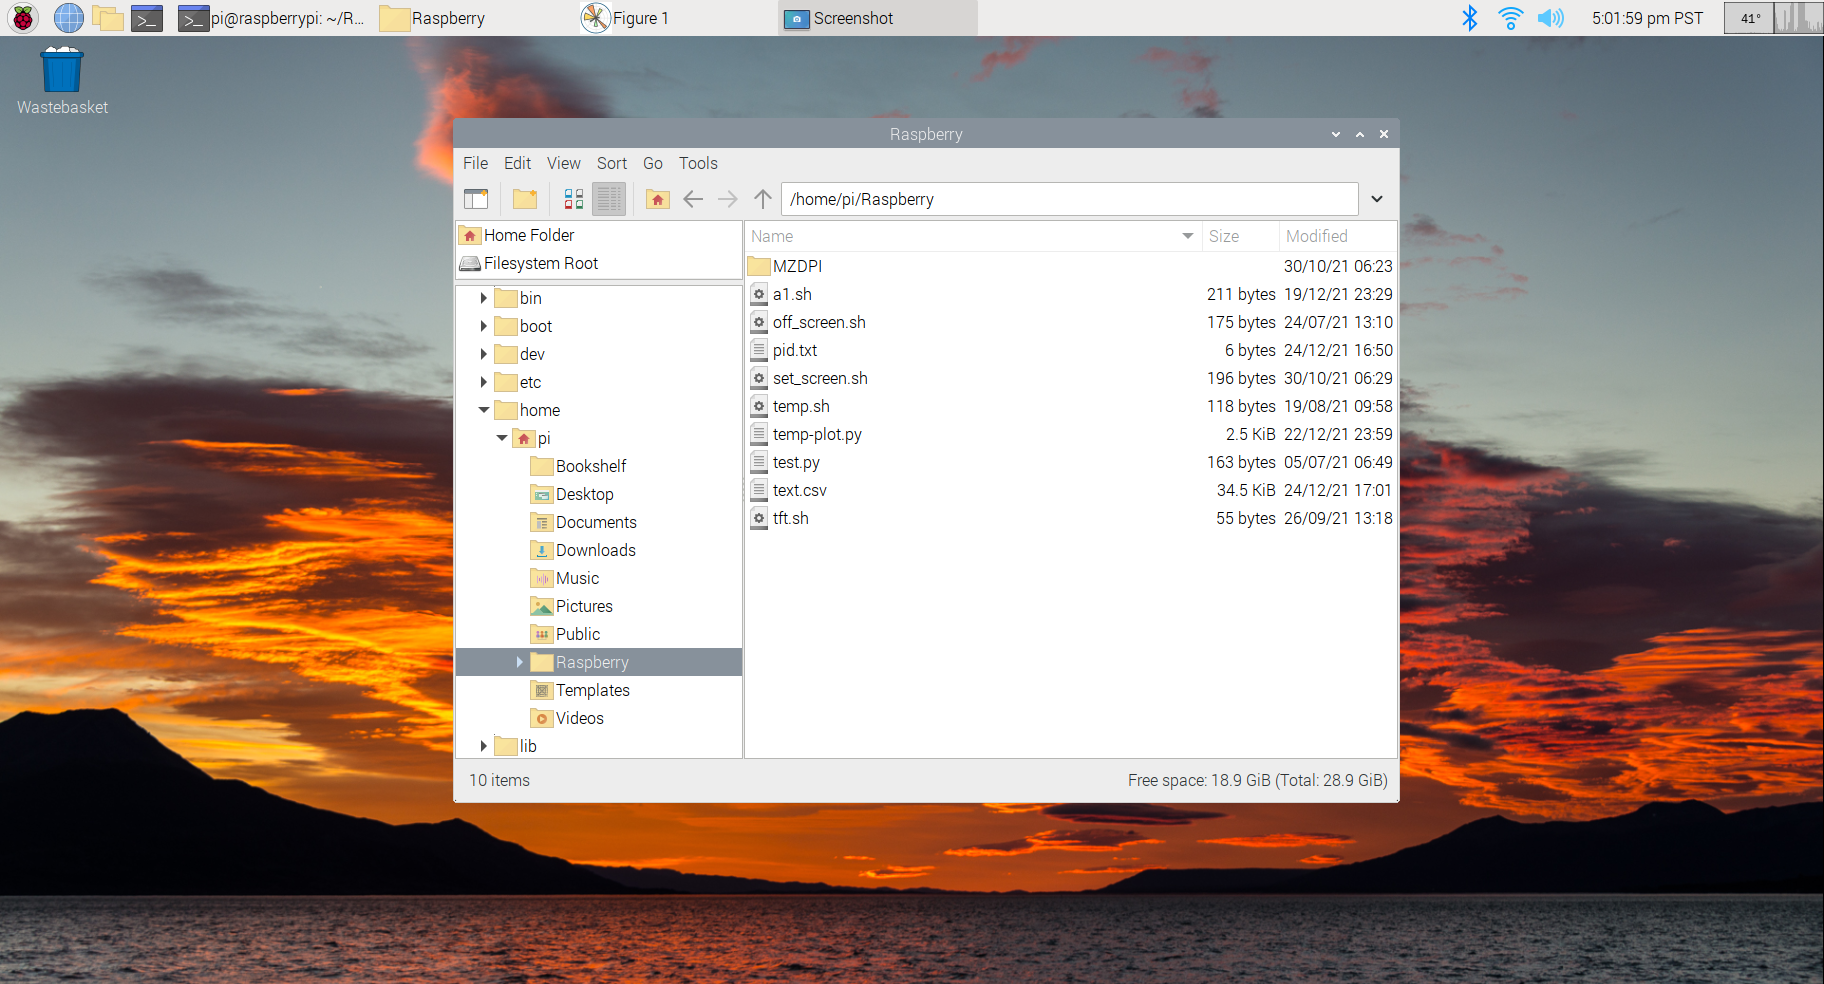 pi@raspberrypi: ~/R...
Raspberry
Figure 1
Screenshot
5:01:59 pm PST
41°
Wastebasket
Raspberry
File Edit View Sort Go Tools
/home/pi/Raspberry
Home Folder
Filesystem Root
bin
boot
dev
etc
home
pi
Bookshelf
Desktop
Documents
Downloads
Music
Pictures
Public
Raspberry
Templates
Videos
lib
Name Size Modified
MZDPI 30/10/21 06:23
a1.sh 211 bytes 19/12/21 23:29
off_screen.sh 175 bytes 24/07/21 13:10
pid.txt 6 bytes 24/12/21 16:50
set_screen.sh 196 bytes 30/10/21 06:29
temp.sh 118 bytes 19/08/21 09:58
temp-plot.py 2.5 KiB 22/12/21 23:59
test.py 163 bytes 05/07/21 06:49
text.csv 34.5 KiB 24/12/21 17:01
tft.sh 55 bytes 26/09/21 13:18
10 items
Free space: 18.9 GiB (Total: 28.9 GiB)